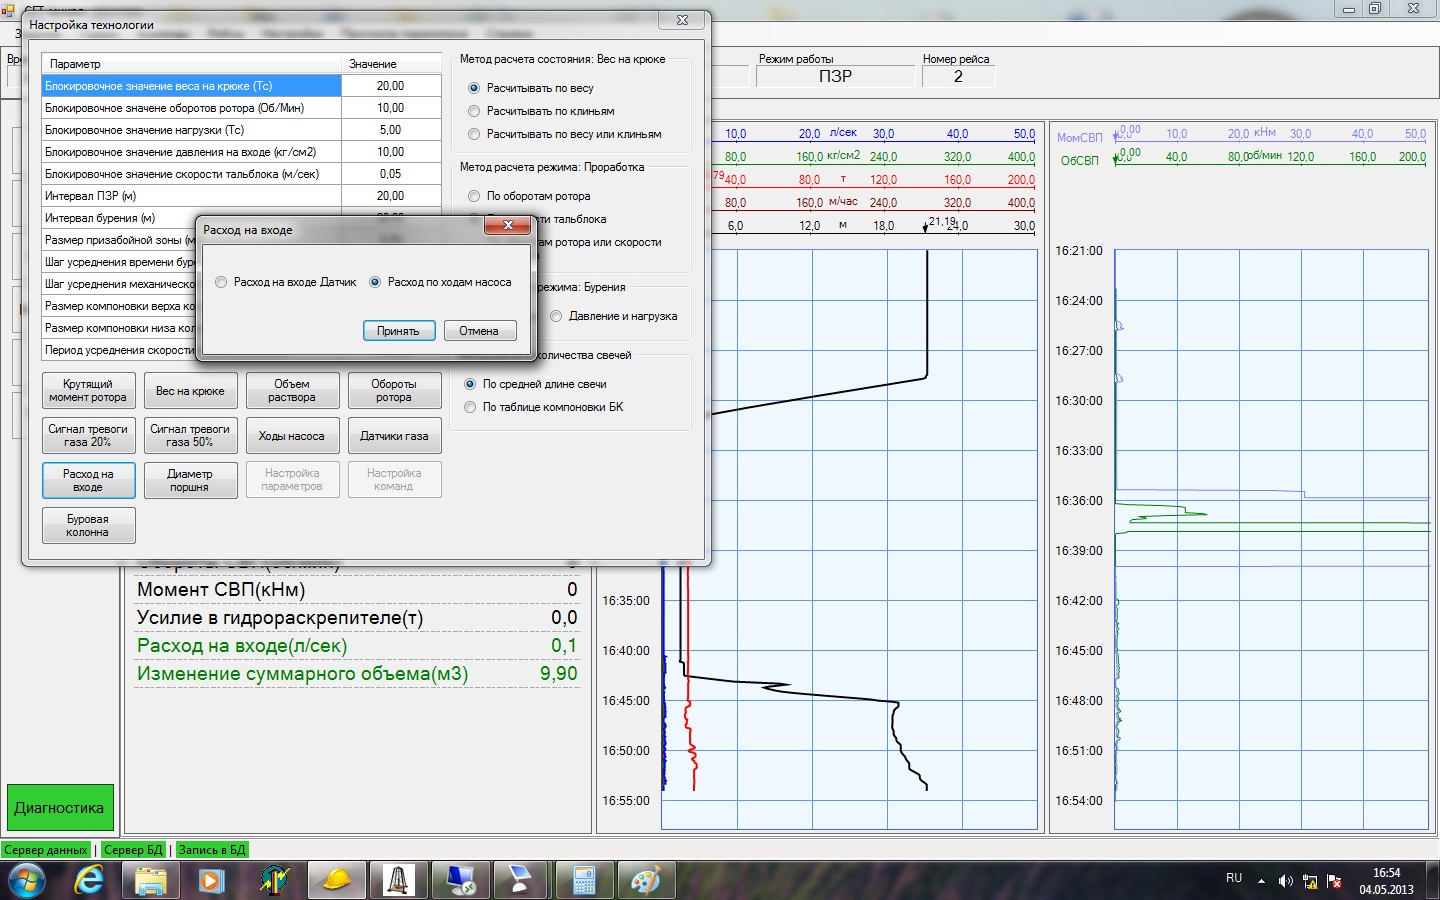 Настройка технологии
Параметр Значение
Блокировочное значение веса на крюке (Тс) 20,00
Блокировочное значене оборотов ротора (Об/Мин) 10,00
Блокировочное значение нагрузки (Тс) 5,00
Блокировочное значение давления на входе (кг/см2) 10,00
Блокировочное значение скорости тальблока (м/сек) 0,05
Интервал ПЗР (м) 20,00
Интервал бурения (м)
Размер призабойной зоны (м
Шаг усреднения времени буре
Шаг усреднения механическо
Размер компоновки верха ко
Размер компоновки низа кол
Период усреднения скорости
Метод расчета состояния: Вес на крюке
Расчитывать по весу
Расчитывать по клиньям
Расчитывать по весу или клиньям
Метод расчета режима: Проработка
По оборотам ротора
ти тальблока
там ротора или скорости
режима: Бурения
Давление и нагрузка
количества свечей
По средней длине свечи
По таблице компоновки БК
Расход на входе
Расход на входе Датчик Расход по ходам насоса
Принять Отмена
Крутящий момент ротора
Вес на крюке
Объем раствора
Обороты ротора
Сигнал тревоги газа 20%
Сигнал тревоги газа 50%
Ходы насоса
Датчики газа
Расход на входе
Диаметр поршня
Настройка параметров
Настройка команд
Буровая колонна
Режим работы Номер рейса
ПЗР 2
10,0 20,0 л/сек 30,0 40,0 50,0
80,0 160,0 кг/см2 240,0 320,0 400,0
79 40,0 80,0 т 120,0 160,0 200,0
80,0 160,0 м/час 240,0 320,0 400,0
6,0 12,0 м 18,0 21.19 24,0 30,0
МомСВП 0,00 10,0 20,0 кНм 30,0 40,0 50,0
ОбСВП 0,00 40,0 80,0 об/мин 120,0 160,0 200,0
16:21:00
16:24:00
16:27:00
16:30:00
16:33:00
16:36:00
16:39:00
16:42:00
16:45:00
16:48:00
16:51:00
16:54:00
16:35:00
16:40:00
16:45:00
16:50:00
16:55:00
Момент СВП(кНм) 0
Усилие в гидрораскрепителе(т) 0,0
Расход на входе(л/сек) 0,1
Изменение суммарного объема(м3) 9,90
Диагностика
Сервер данных | Сервер БД | Запись в БД
RU 16:54
04.05.2013